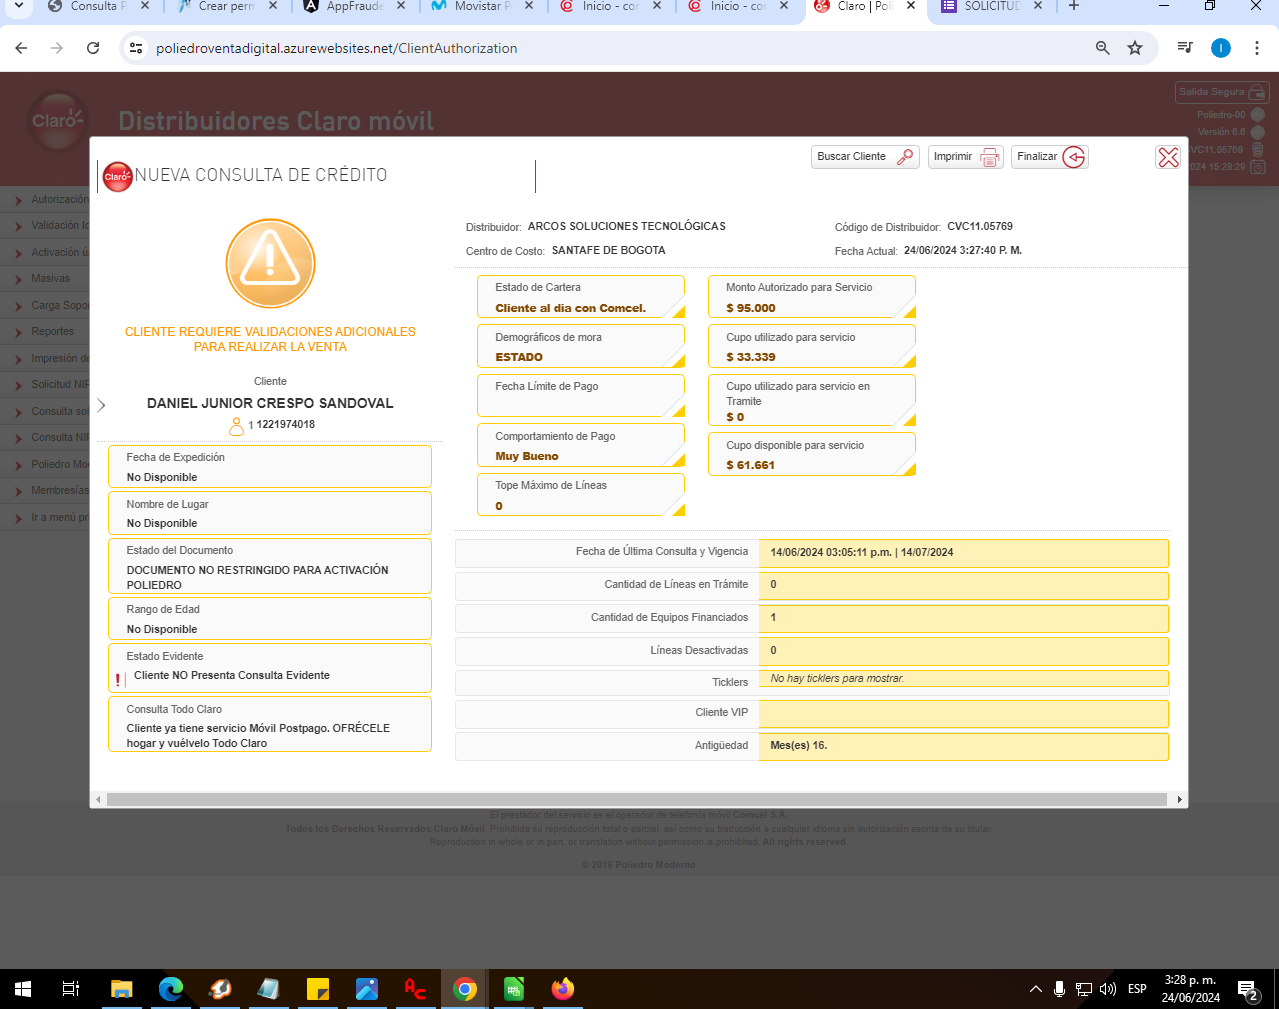 Consulta P
Crear perm
AppFraude
Movistar P
Inicio - cor
Inicio - cor
Claro | Poli
SOLICITUD
poliedroventadigital.azurewebsites.net/ClientAuthorization
I
Claro
Distribuidores Claro móvil
Salida Segura
Poliedro-00
Versión 6.6
CVC11.05769
2024 15:28:29
Buscar Cliente
Imprimir
Finalizar
Claro
NUEVA CONSULTA DE CRÉDITO
Autorización
Validación Id
Activación ú
Masivas
Carga Sopo
Reportes
Impresión de
Solicitud NIP
Consulta sol
Consulta NIP
Poliedro Mo
Membresías
Ir a menú pr
CLIENTE REQUIERE VALIDACIONES ADICIONALES
PARA REALIZAR LA VENTA
Cliente
DANIEL JUNIOR CRESPO SANDOVAL
1 1221974018
Fecha de Expedición
No Disponible
Nombre de Lugar
No Disponible
Estado del Documento
DOCUMENTO NO RESTRINGIDO PARA ACTIVACIÓN
POLIEDRO
Rango de Edad
No Disponible
Estado Evidente
Cliente NO Presenta Consulta Evidente
Consulta Todo Claro
Cliente ya tiene servicio Móvil Postpago. OFRÉCELE
hogar y vuélvelo Todo Claro
Distribuidor: ARCOS SOLUCIONES TECNOLÓGICAS
Código de Distribuidor: CVC11.05769
Centro de Costo: SANTAFE DE BOGOTA
Fecha Actual: 24/06/2024 3:27:40 P. M.
Estado de Cartera
Cliente al dia con Comcel.
Demográficos de mora
ESTADO
Fecha Límite de Pago
Comportamiento de Pago
Muy Bueno
Tope Máximo de Líneas
0
Monto Autorizado para Servicio
$ 95.000
Cupo utilizado para servicio
$ 33.339
Cupo utilizado para servicio en
Tramite
$ 0
Cupo disponible para servicio
$ 61.661
Fecha de Última Consulta y Vigencia 14/06/2024 03:05:11 p.m. | 14/07/2024
Cantidad de Líneas en Trámite 0
Cantidad de Equipos Financiados 1
Líneas Desactivadas 0
Ticklers No hay ticklers para mostrar.
Cliente VIP
Antigüedad Mes(es) 16.
El prestador del servicio es el operador de telefonía móvil Comcel S.A.
Todos los Derechos Reservados Claro Móvil. Prohibida su reproducción total o parcial, así como su traducción a cualquier idioma sin autorización escrita de su titular.
Reproduction in whole or in part, or translation without permission is prohibited. All rights reserved.
© 2016 Poliedro Moderno
ESP
3:28 p. m.
24/06/2024
2